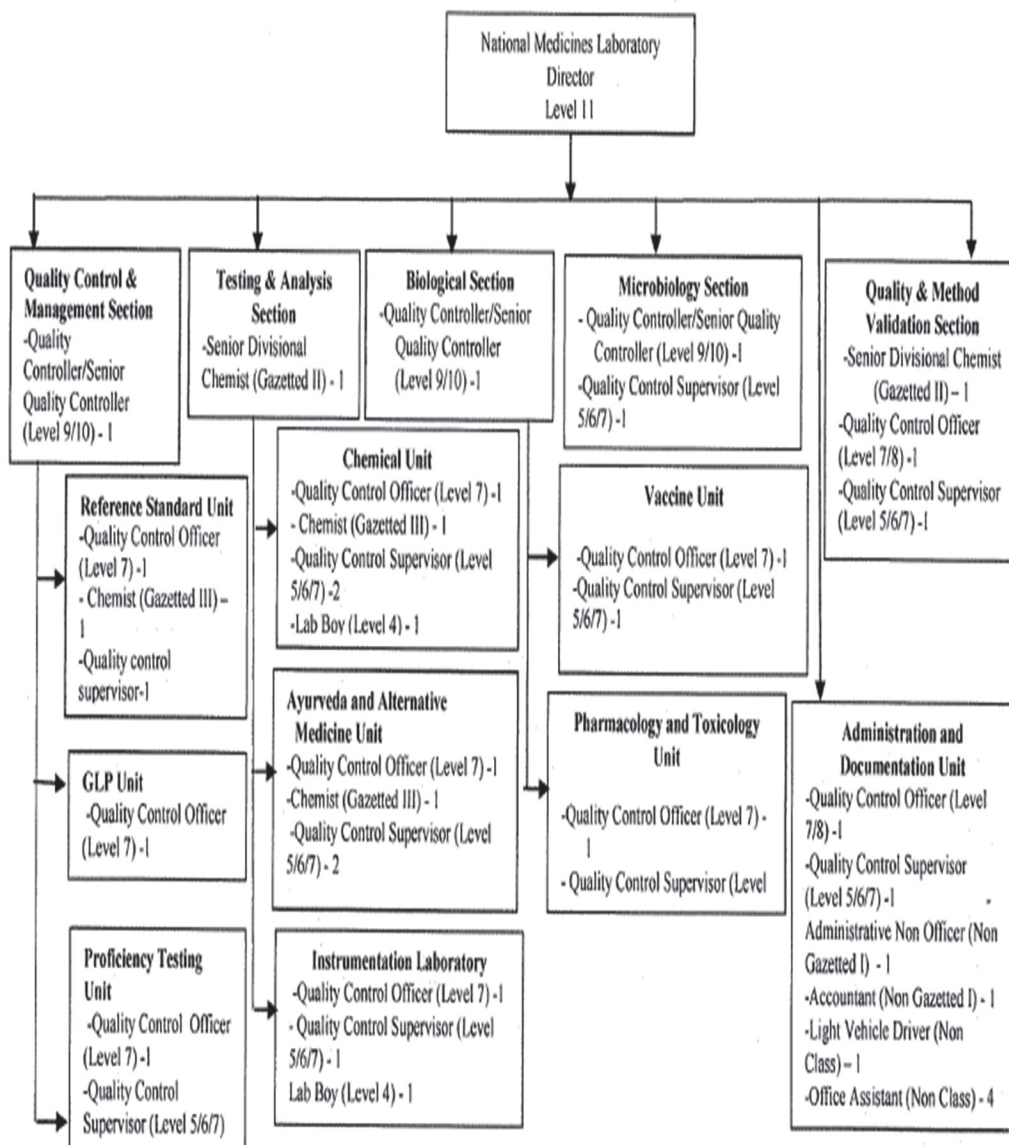 National Medicines Laboratory
Director
Level 11
Quality Control &
Management Section
-Quality
Controller/Senior
Quality Controller
(Level 9/10) - 1
Testing & Analysis
Section
-Senior Divisional
Chemist (Gazetted II) - 1
Biological Section
-Quality Controller/Senior
Quality Controller
(Level 9/10) -1
Microbiology Section
- Quality Controller/Senior Quality
Controller (Level 9/10) -1
-Quality Control Supervisor (Level
5/6/7) -1
Quality & Method
Validation Section
-Senior Divisional Chemist
(Gazetted II) – 1
-Quality Control Officer
(Level 7/8) -1
-Quality Control Supervisor
(Level 5/6/7) -1
Reference Standard Unit
-Quality Control Officer
(Level 7) -1
- Chemist (Gazetted III) –
1
-Quality control
supervisor-1
GLP Unit
-Quality Control Officer
(Level 7) -1
Proficiency Testing
Unit
-Quality Control Officer
(Level 7) -1
-Quality Control
Supervisor (Level 5/6/7)
Chemical Unit
-Quality Control Officer (Level 7) -1
- Chemist (Gazetted III) - 1
-Quality Control Supervisor (Level
5/6/7) -2
-Lab Boy (Level 4) - 1
Ayurveda and Alternative
Medicine Unit
-Quality Control Officer (Level 7) -1
-Chemist (Gazetted III) - 1
-Quality Control Supervisor (Level
5/6/7) - 2
Instrumentation Laboratory
-Quality Control Officer (Level 7) -1
- Quality Control Supervisor (Level
5/6/7) - 1
Lab Boy (Level 4) - 1
Vaccine Unit
-Quality Control Officer (Level 7) -1
-Quality Control Supervisor (Level
5/6/7) -1
Pharmacology and Toxicology
Unit
-Quality Control Officer (Level 7) -
1
- Quality Control Supervisor (Level
Administration and
Documentation Unit
-Quality Control Officer (Level
7/8) -1
-Quality Control Supervisor
(Level 5/6/7) -1
Administrative Non Officer (Non
Gazetted I) - 1
-Accountant (Non Gazetted I) - 1
-Light Vehicle Driver (Non
Class) – 1
-Office Assistant (Non Class) - 4